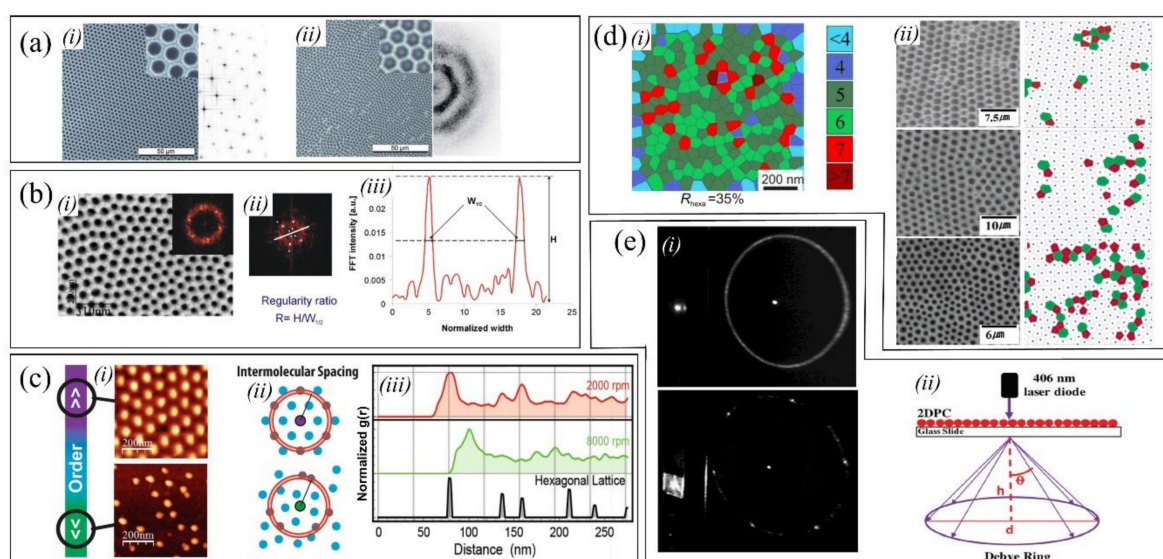 (a)
(i)
50 µm
(ii)
50 µm
(b)
(i)
(ii)
Regularity ratio
R= H/W1/2
(iii)
FFT intensity [a.u.]
0.02
0.015
0.01
0.005
0
W1/2
H
0 5 10 15 20 25
Normalized width
(c)
>>
Order
>>
(i)
200nm
200nm
Intermolecular Spacing
(ii)
(iii)
Normalized g(r)
2000 rpm
8000 rpm
Hexagonal Lattice
0 50 100 150 200 250
Distance (nm)
(d)
(i)
<4
4
5
6
7
>7
200 nm
Rhexa=35%
(ii)
7.5µm
10µm
6µm
(e)
(i)
(ii)
406 nm
laser diode
2DPC
Glass Slide
h
Θ
d
Debye Ring